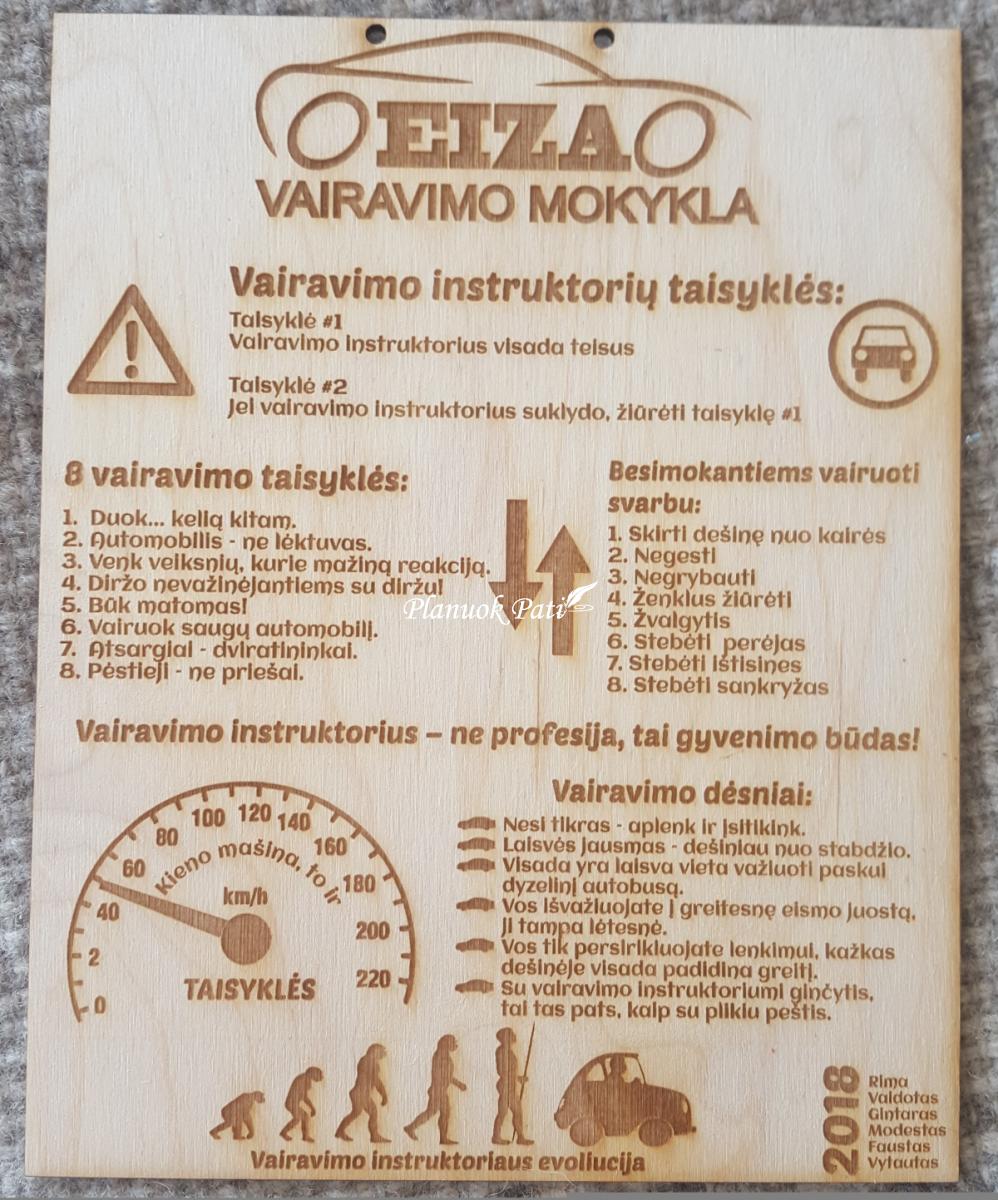 EIZA
VAIRAVIMO MOKYKLA
Vairavimo instruktorių taisyklės:
Taisyklė #1
Vairavimo instruktorius visada teisus
Taisyklė #2
Jei vairavimo instruktorius suklydo, žiūrėti taisyklę #1
8 vairavimo taisyklės:
1. Duok... kelią kitam.
2. Automobilis - ne lėktuvas.
3. Venk veiksnių, kurie mažina reakciją.
4. Diržo nevažinėjantiems su diržu!
5. Būk matomas!
6. Vairuok saugų automobilį.
7. Atsargiai - dviratininkai.
8. Pėstieji - ne priešai.
Planuok Pati
Besimokantiems vairuoti
svarbu:
1. Skirti dešinę nuo kairės
2. Negesti
3. Negrybauti
4. Ženklus žiūrėti
5. Žvalgytis
6. Stebėti perėjas
7. Stebėti ištisines
8. Stebėti sankryžas
Vairavimo instruktorius – ne profesija, tai gyvenimo būdas!
0
2
40
60
80
100
120
140
160
180
200
220
Kieno mašina, to ir
km/h
TAISYKLĖS
Vairavimo dėsniai:
Nesi tikras - aplenk ir įsitikink.
Laisvės jausmas - dešiniau nuo stabdžio.
Visada yra laisva vieta važiuoti paskui
dyzelinį autobusą.
Vos išvažiuojate į greitesnę eismo juostą,
ji tampa lėtesnė.
Vos tik persirikiuojate lenkimui, kažkas
dešinėje visada padidina greitį.
Su vairavimo instruktoriumi ginčytis,
tai tas pats, kaip su plikiu peštis.
Vairavimo instruktoriaus evoliucija
2018
Rima
Vaidotas
Gintaras
Modestas
Faustas
Vytautas